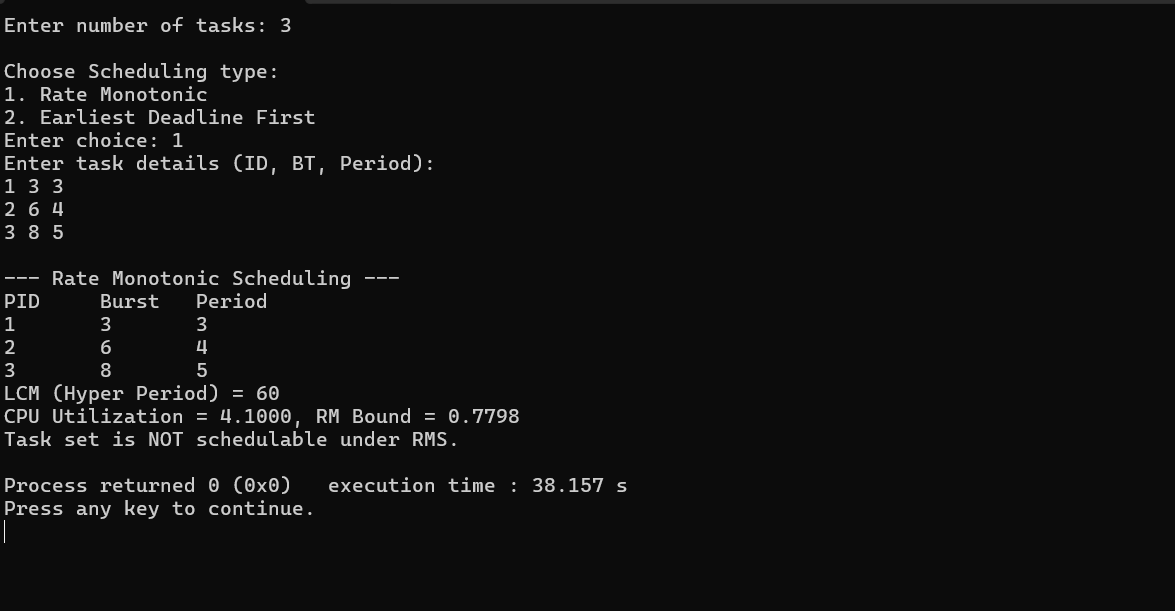 Enter number of tasks: 3
Choose Scheduling type:
1. Rate Monotonic
2. Earliest Deadline First
Enter choice: 1
Enter task details (ID, BT, Period):
1 3 3
2 6 4
3 8 5
--- Rate Monotonic Scheduling ---
PID     Burst   Period
1       3       3
2       6       4
3       8       5
LCM (Hyper Period) = 60
CPU Utilization = 4.1000, RM Bound = 0.7798
Task set is NOT schedulable under RMS.
Process returned 0 (0x0)   execution time : 38.157 s
Press any key to continue.